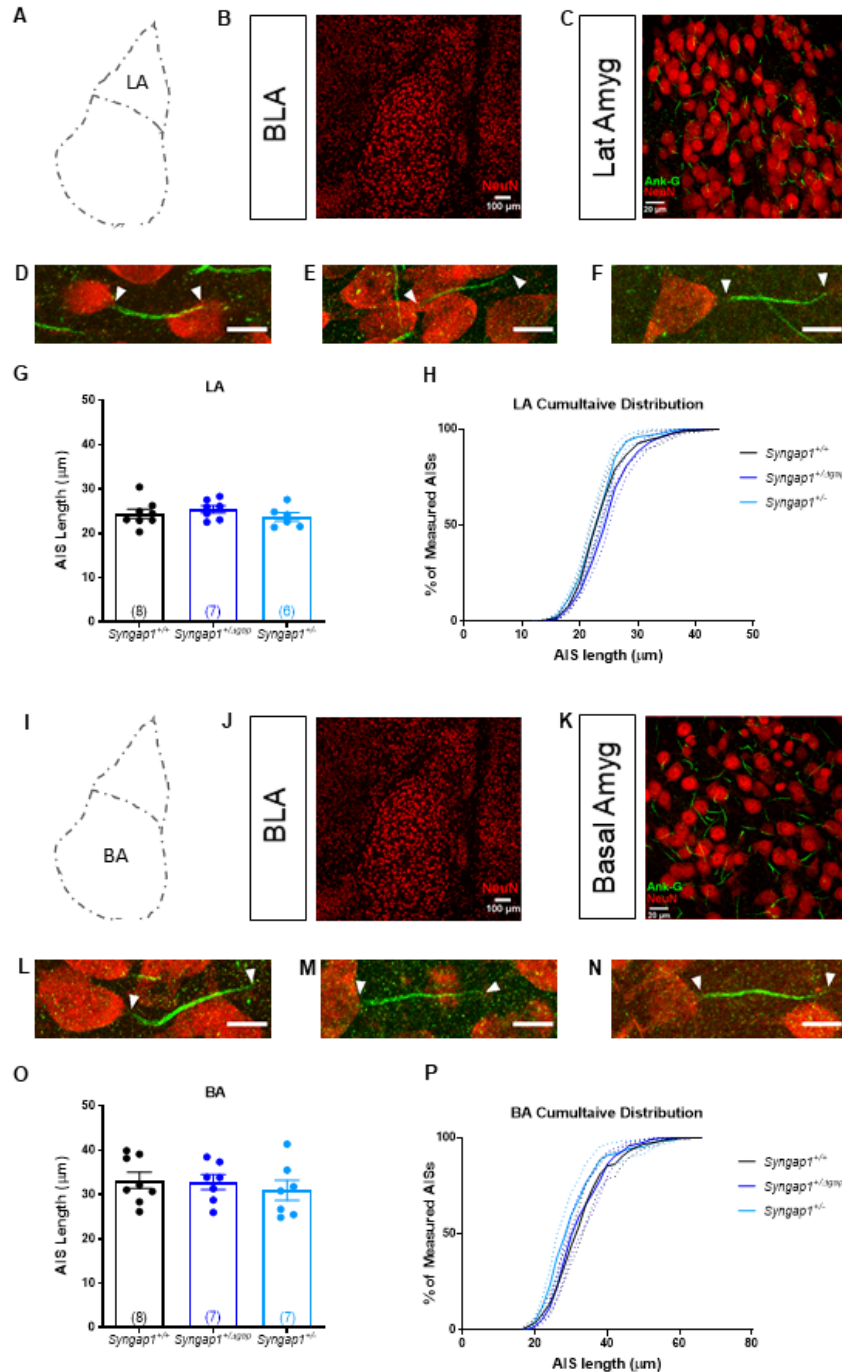 A
LA
B
BLA
NeuN
100 µm
C
Lat Amyg
Ank-G
NeuN
20 µm
D
E
F
G
LA
AIS Length (µm)
50
40
30
20
10
0
(8)
(7)
(6)
Syngap1+/+
Syngap1+/Δgap
Syngap1+/-
H
LA Cumultaive Distribution
% of Measured AISs
100
50
0
0
10
20
30
40
50
AIS length (µm)
Syngap1+/+
Syngap1+/Δgap
Syngap1+/-
I
BA
J
BLA
NeuN
100 µm
K
Basal Amyg
Ank-G
NeuN
20 µm
L
M
N
O
BA
AIS Length (µm)
50
40
30
20
10
0
(8)
(7)
(7)
Syngap1+/+
Syngap1+/Δgap
Syngap1+/-
P
BA Cumultaive Distribution
% of Measured AISs
100
50
0
0
20
40
60
80
AIS length (µm)
Syngap1+/+
Syngap1+/Δgap
Syngap1+/-